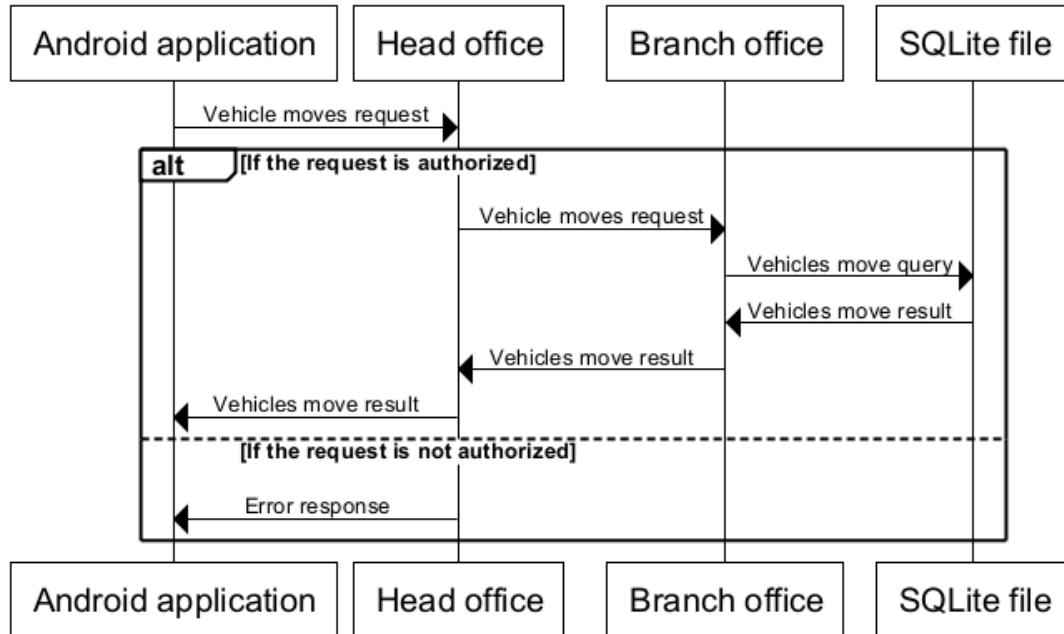 Android application
Head office
Branch office
SQLite file
Vehicle moves request
alt
[If the request is authorized]
Vehicle moves request
Vehicles move query
Vehicles move result
Vehicles move result
Vehicles move result
[If the request is not authorized]
Error response
Android application
Head office
Branch office
SQLite file